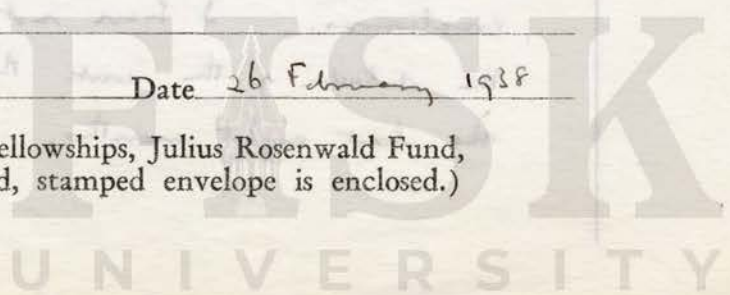 Date 26 February 1938
ellowships, Julius Rosenwald Fund,
d, stamped envelope is enclosed.)
FISK
UNIVERSITY